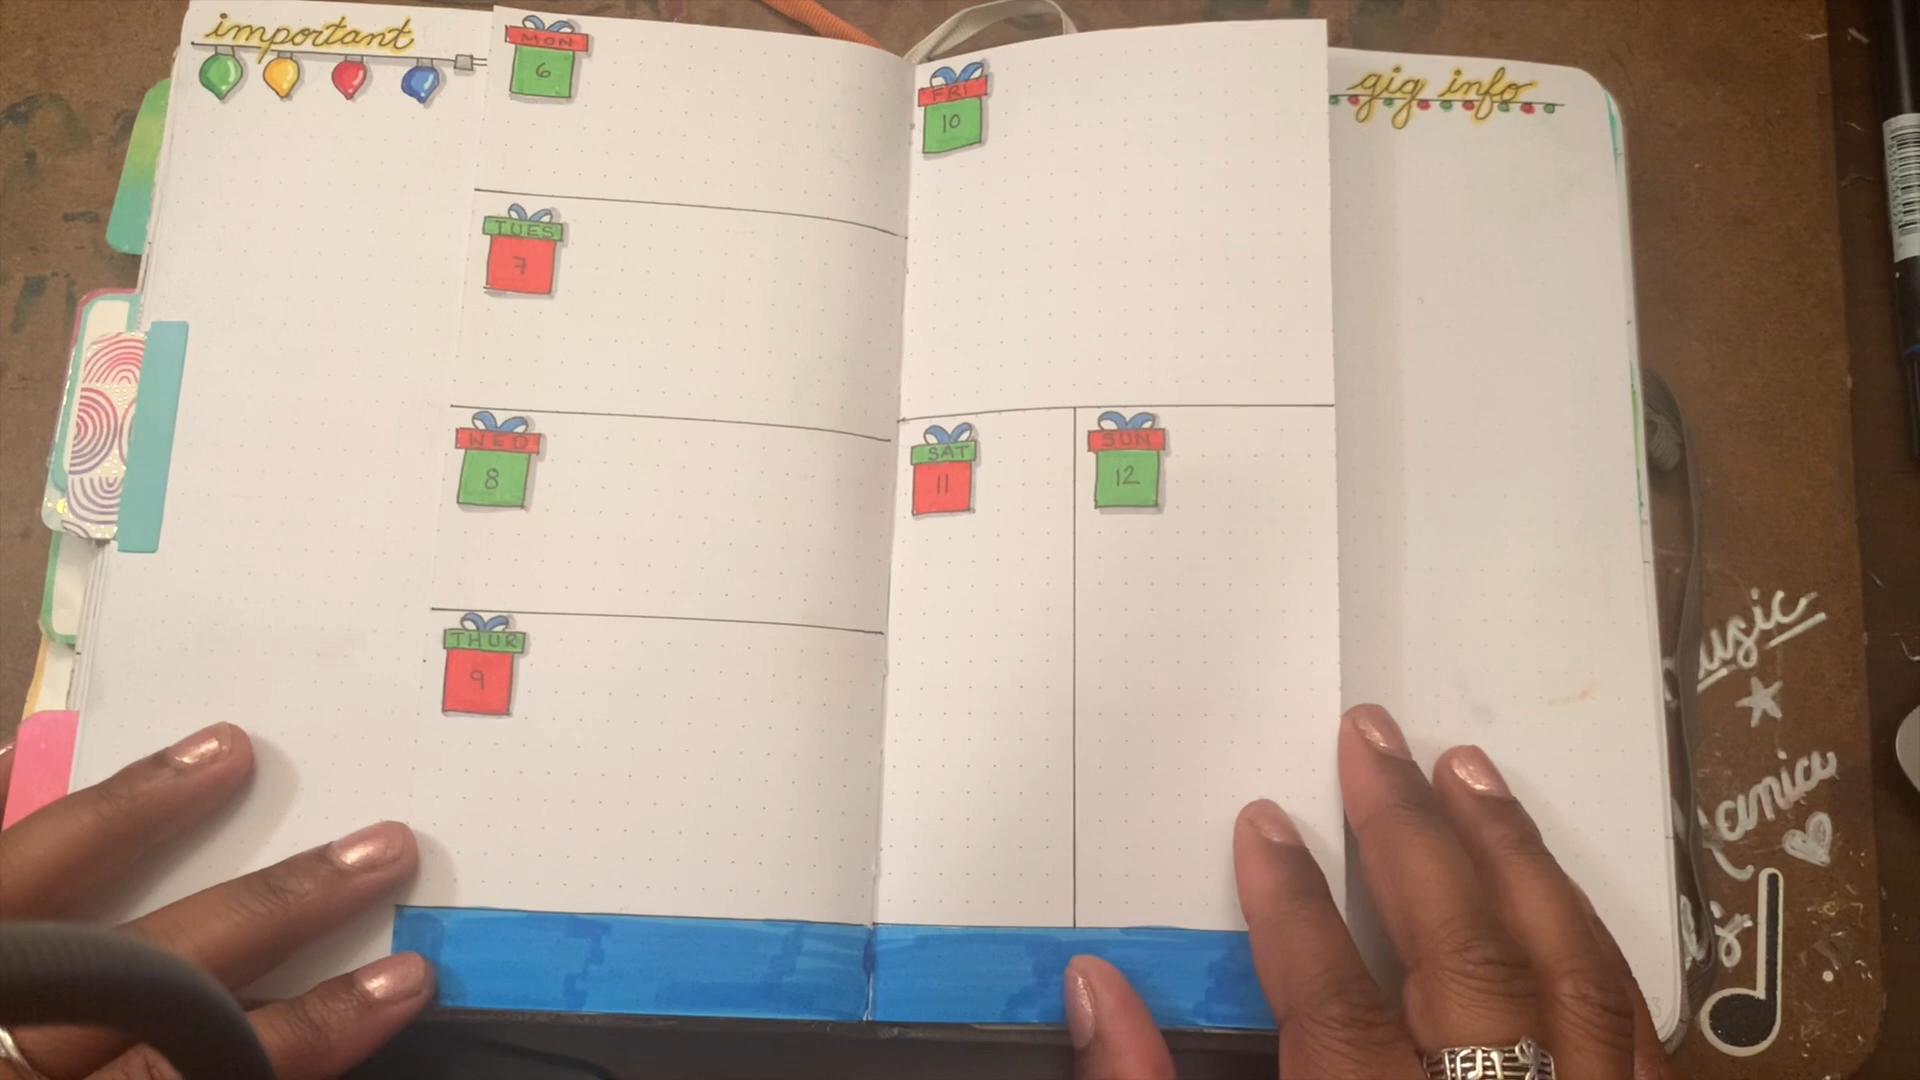 important
MON
6
TUES
7
WED
8
THUR
9
FRI
10
SAT
11
SUN
12
gig info